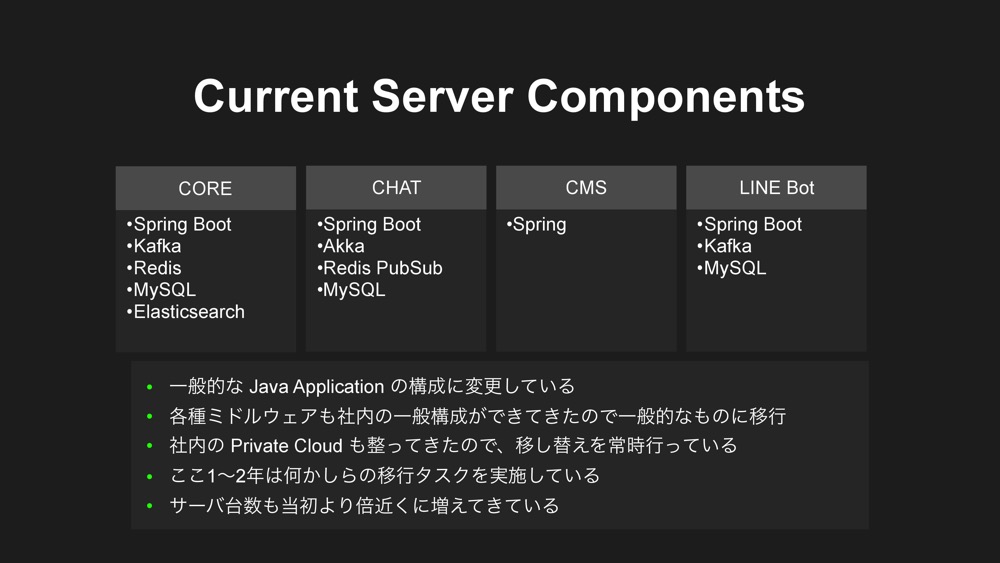 Current Server Components
CORE
•Spring Boot
•Kafka
•Redis
•MySQL
•Elasticsearch
CHAT
•Spring Boot
•Akka
•Redis PubSub
•MySQL
CMS
•Spring
LINE Bot
•Spring Boot
•Kafka
•MySQL
• 一般的な Java Application の構成に変更している
• 各種ミドルウェアも社内の一般構成ができてきたので一般的なものに移行
• 社内の Private Cloud も整ってきたので、移し替えを常時行っている
• ここ1〜2年は何かしらの移行タスクを実施している
• サーバ台数も当初より倍近くに増えてきている